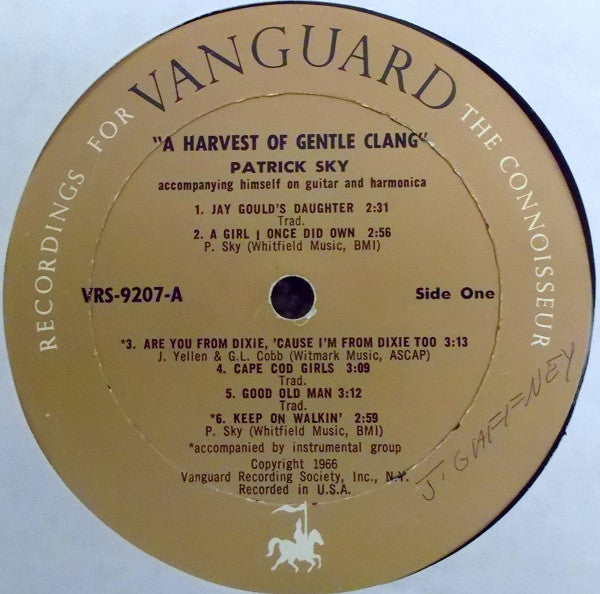 RECORDINGS FOR VANGUARD THE CONNOISSEUR
"A HARVEST OF GENTLE CLANG"
PATRICK SKY
accompanying himself on guitar and harmonica
1. JAY GOULD'S DAUGHTER 2:31
Trad.
2. A GIRL I ONCE DID OWN 2:56
P. Sky (Whitfield Music, BMI)
VRS-9207-A
Side One
*3. ARE YOU FROM DIXIE, 'CAUSE I'M FROM DIXIE TOO 3:13
J. Yellen & G.L. Cobb (Witmark Music, ASCAP)
4. CAPE COD GIRLS 3:09
Trad.
5. GOOD OLD MAN 3:12
Trad.
*6. KEEP ON WALKIN' 2:59
P. Sky (Whitfield Music, BMI)
*accompanied by instrumental group
Copyright 1966
Vanguard Recording Society, Inc., N.Y.
Recorded in U.S.A.
J.